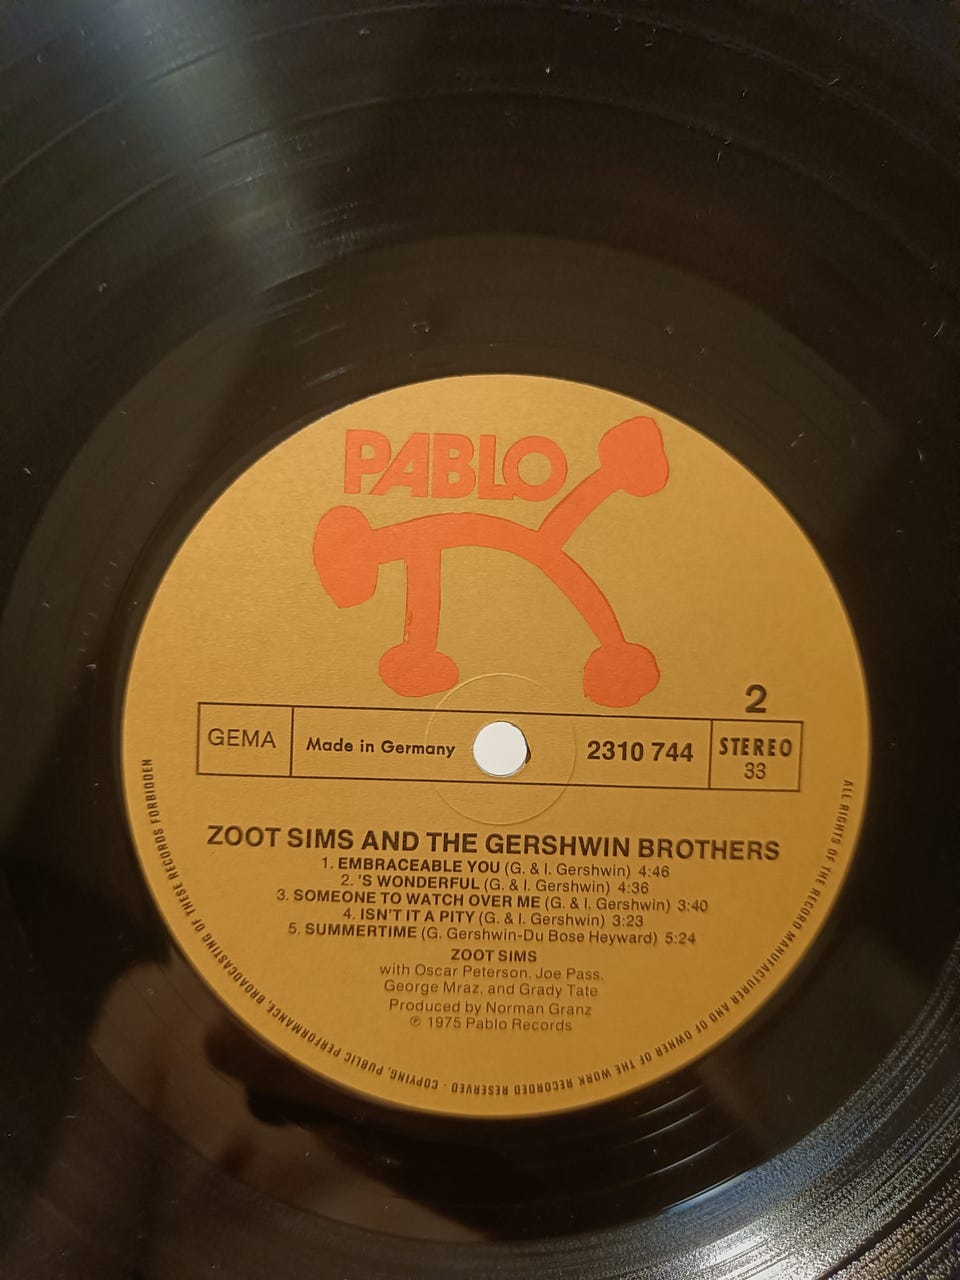 PABLO
2
GEMA
Made in Germany
2310 744
STEREO
33
ZOOT SIMS AND THE GERSHWIN BROTHERS
1. EMBRACEABLE YOU (G. & I. Gershwin) 4:46
2. 'S WONDERFUL (G. & I. Gershwin) 4:36
3. SOMEONE TO WATCH OVER ME (G. & I. Gershwin) 3:40
4. ISN'T IT A PITY (G. & I. Gershwin) 3:23
5. SUMMERTIME (G. Gershwin-Du Bose Heyward) 5:24
ZOOT SIMS
with Oscar Peterson, Joe Pass,
George Mraz, and Grady Tate
Produced by Norman Granz
℗ 1975 Pablo Records
ALL RIGHTS OF THE RECORD MANUFACTURER AND OF OWNER OF THE WORK RECORDED RESERVED · COPYING, PUBLIC PERFORMANCE, BROADCASTING OF THESE RECORDS FORBIDDEN